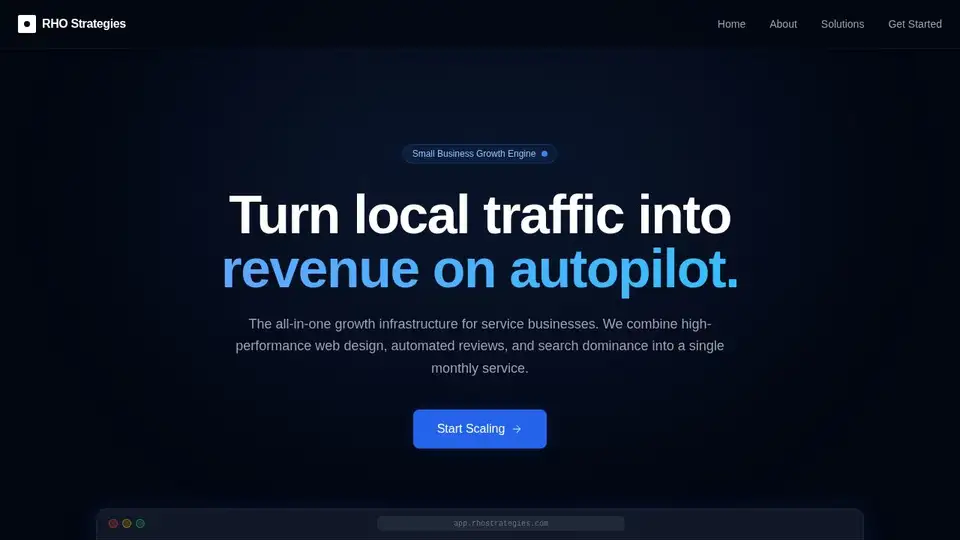 RHO Strategies
Home
About
Solutions
Get Started
Small Business Growth Engine
Turn local traffic into
revenue on autopilot.
The all-in-one growth infrastructure for service businesses. We combine high-
performance web design, automated reviews, and search dominance into a single
monthly service.
Start Scaling →
app.rhostrategies.com